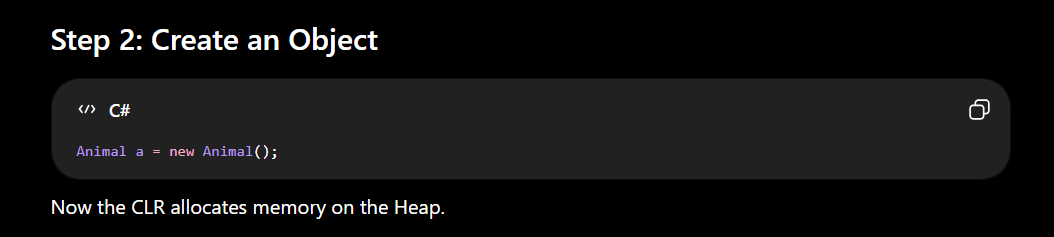 Step 2: Create an Object
</> C#
Animal a = new Animal();
Now the CLR allocates memory on the Heap.